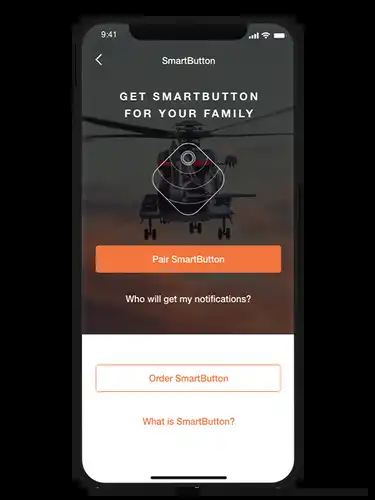 9:41
SmartButton
GET SMARTBUTTON
FOR YOUR FAMILY
Pair SmartButton
Who will get my notifications?
Order SmartButton
What is SmartButton?